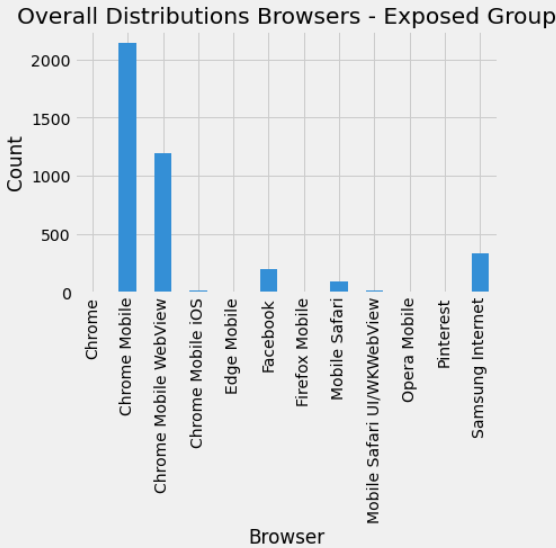 Overall Distributions Browsers - Exposed Group
2000
1500
1000
500
0
Count
Chrome
Chrome Mobile
Chrome Mobile WebView
Chrome Mobile iOS
Edge Mobile
Facebook
Firefox Mobile
Mobile Safari
Mobile Safari UI/WKWebView
Opera Mobile
Pinterest
Samsung Internet
Browser